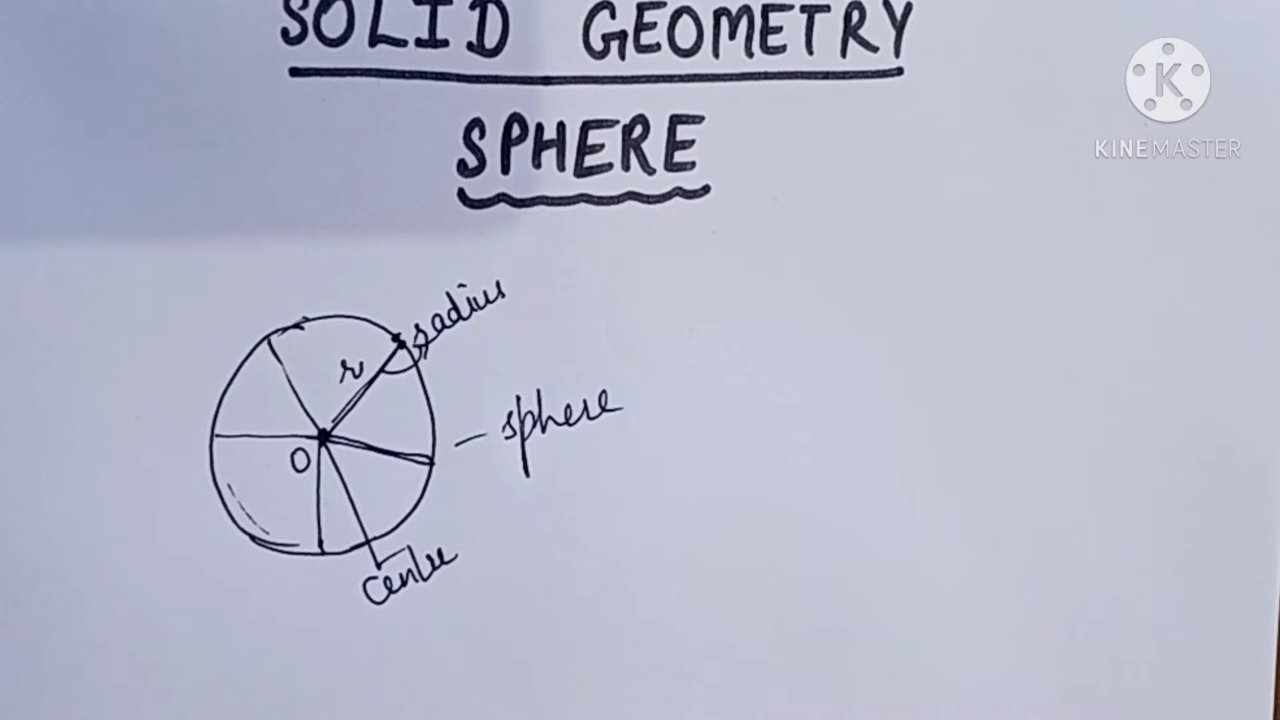 SOLID GEOMETRY
K
KINEMASTER
SPHERE
radius
r
sphere
O
centre